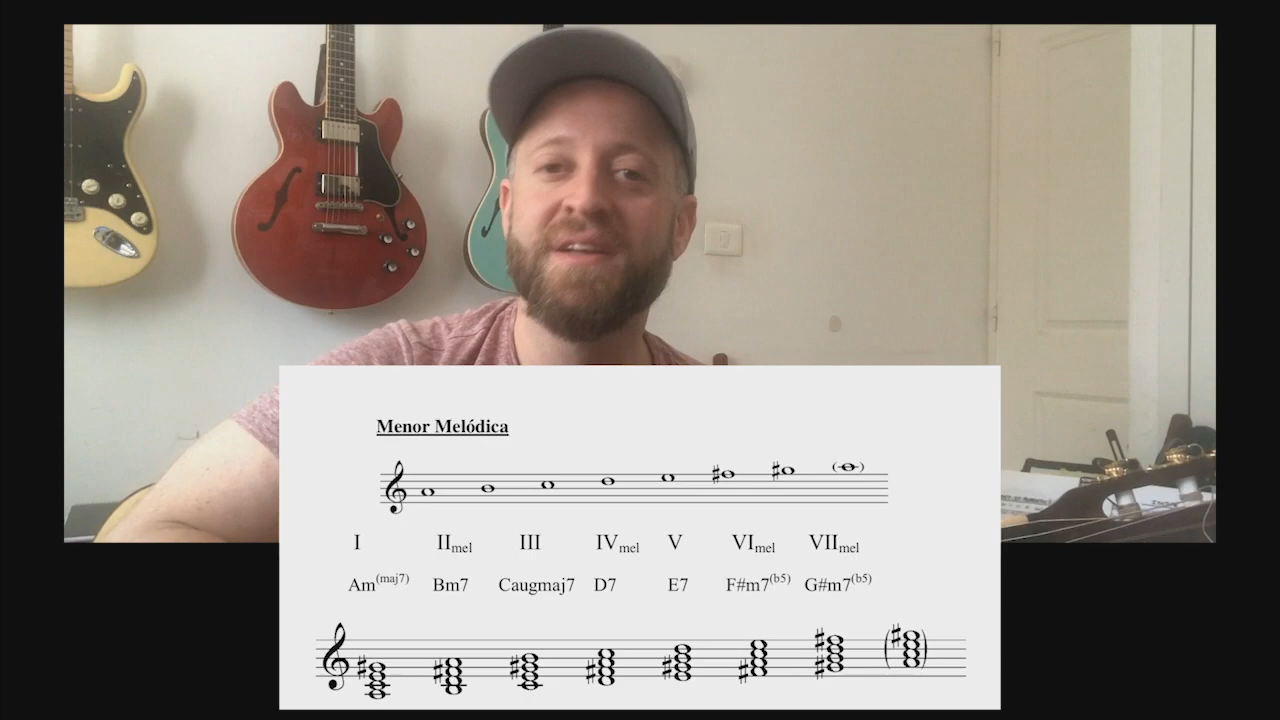 Menor Melódica
I IImel III IVmel V VImel VIImel
Am(maj7) Bm7 Caugmaj7 D7 E7 F#m7(b5) G#m7(b5)